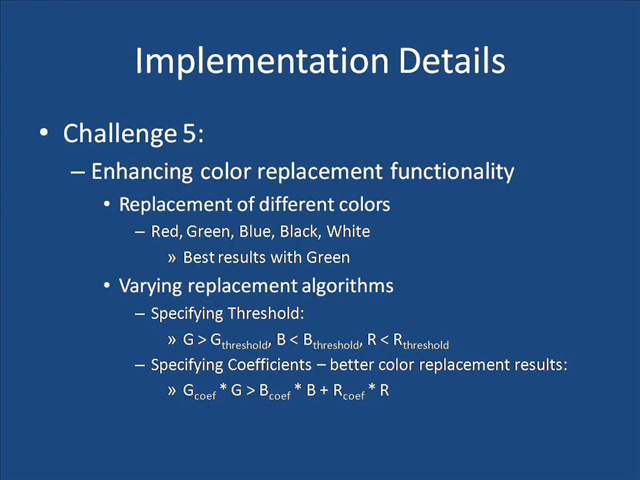 Implementation Details
• Challenge 5:
– Enhancing color replacement functionality
• Replacement of different colors
– Red, Green, Blue, Black, White
» Best results with Green
• Varying replacement algorithms
– Specifying Threshold:
» G > Gthreshold, B < Bthreshold, R < Rthreshold
– Specifying Coefficients – better color replacement results:
» Gcoef * G > Bcoef * B + Rcoef * R